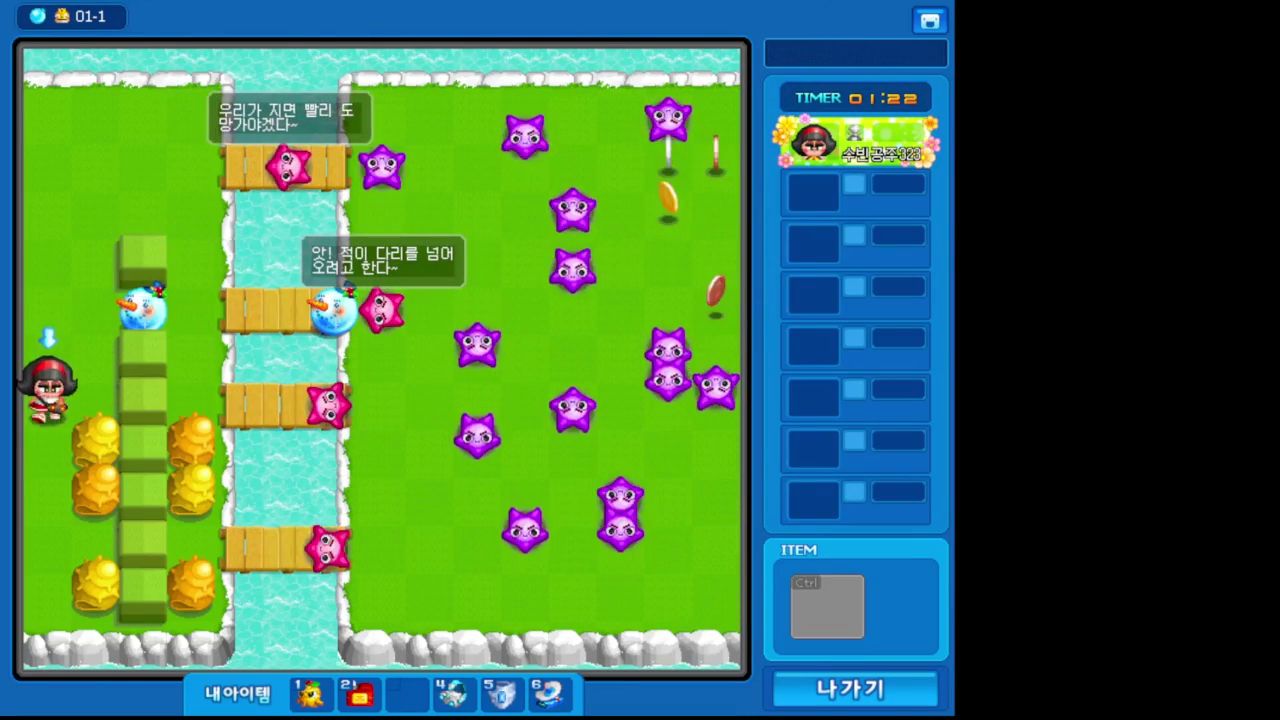 01-1
우리가 지면 빨리 도
망가야겠다~
앗! 적이 다리를 넘어
오려고 한다~
TIMER 01:22
수빈공주023
ITEM
Ctrl
내아이템
1
2
4
5
6
나가기